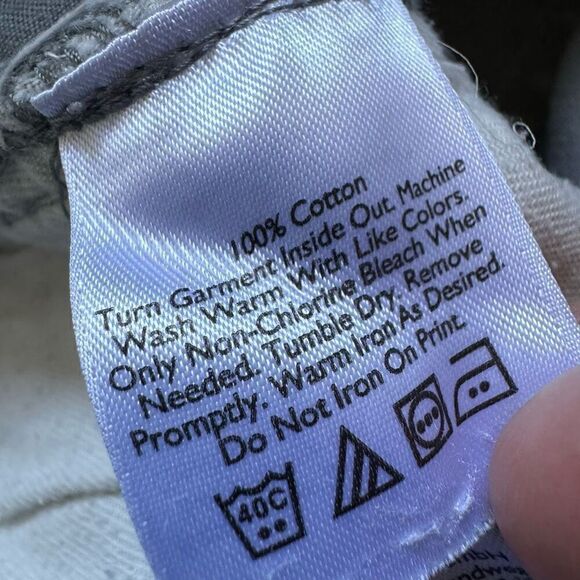 100% Cotton
Turn Garment Inside Out. Machine
Wash Warm With Like Colors.
Only Non-Chlorine Bleach When
Needed. Tumble Dry. Remove
Promptly. Warm Iron As Desired.
Do Not Iron On Print.
40C